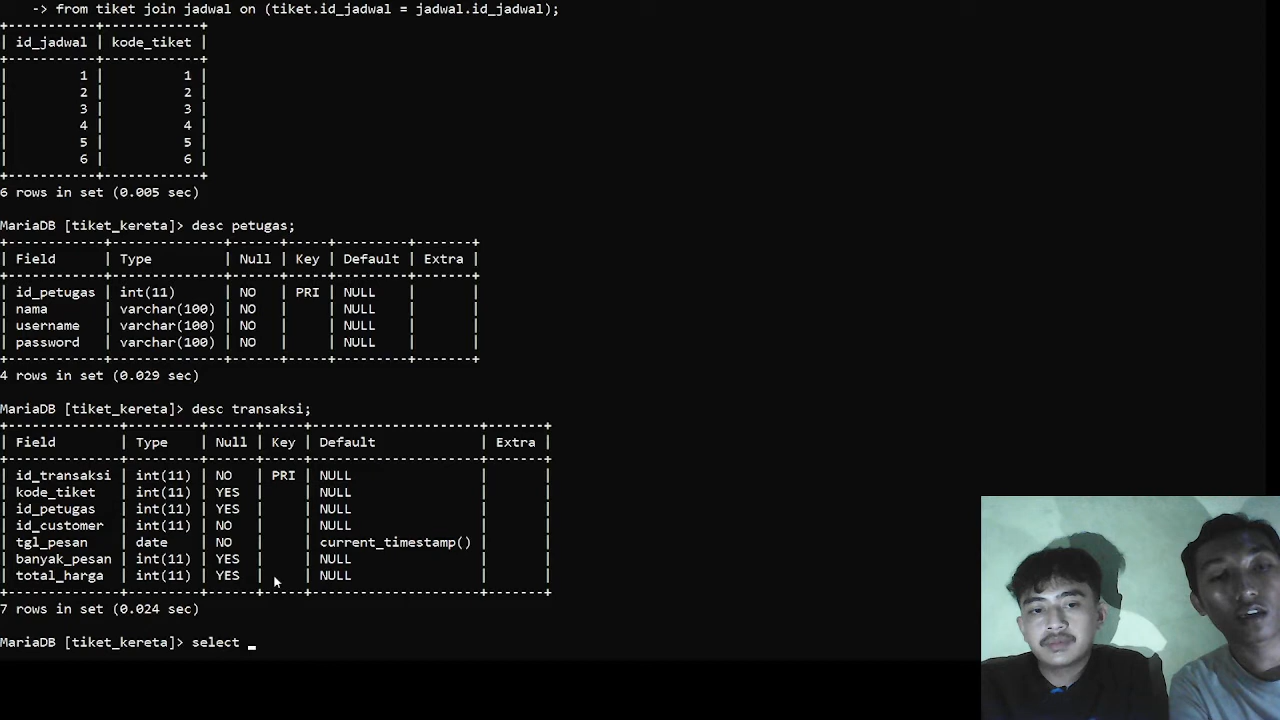 -> from tiket join jadwal on (tiket.id_jadwal = jadwal.id_jadwal);
+-----------+------------+
| id_jadwal | kode_tiket |
+-----------+------------+
|         1 |          1 |
|         2 |          2 |
|         3 |          3 |
|         4 |          4 |
|         5 |          5 |
|         6 |          6 |
+-----------+------------+
6 rows in set (0.005 sec)
MariaDB [tiket_kereta]> desc petugas;
+------------+--------------+------+-----+---------+-------+
| Field      | Type         | Null | Key | Default | Extra |
+------------+--------------+------+-----+---------+-------+
| id_petugas | int(11)      | NO   | PRI | NULL    |       |
| nama       | varchar(100) | NO   |     | NULL    |       |
| username   | varchar(100) | NO   |     | NULL    |       |
| password   | varchar(100) | NO   |     | NULL    |       |
+------------+--------------+------+-----+---------+-------+
4 rows in set (0.029 sec)
MariaDB [tiket_kereta]> desc transaksi;
+--------------+---------+------+-----+---------------------+-------+
| Field        | Type    | Null | Key | Default             | Extra |
+--------------+---------+------+-----+---------------------+-------+
| id_transaksi | int(11) | NO   | PRI | NULL                |       |
| kode_tiket   | int(11) | YES  |     | NULL                |       |
| id_petugas   | int(11) | YES  |     | NULL                |       |
| id_customer  | int(11) | NO   |     | NULL                |       |
| tgl_pesan    | date    | NO   |     | current_timestamp() |       |
| banyak_pesan | int(11) | YES  |     | NULL                |       |
| total_harga  | int(11) | YES  |     | NULL                |       |
+--------------+---------+------+-----+---------------------+-------+
7 rows in set (0.024 sec)
MariaDB [tiket_kereta]> select _